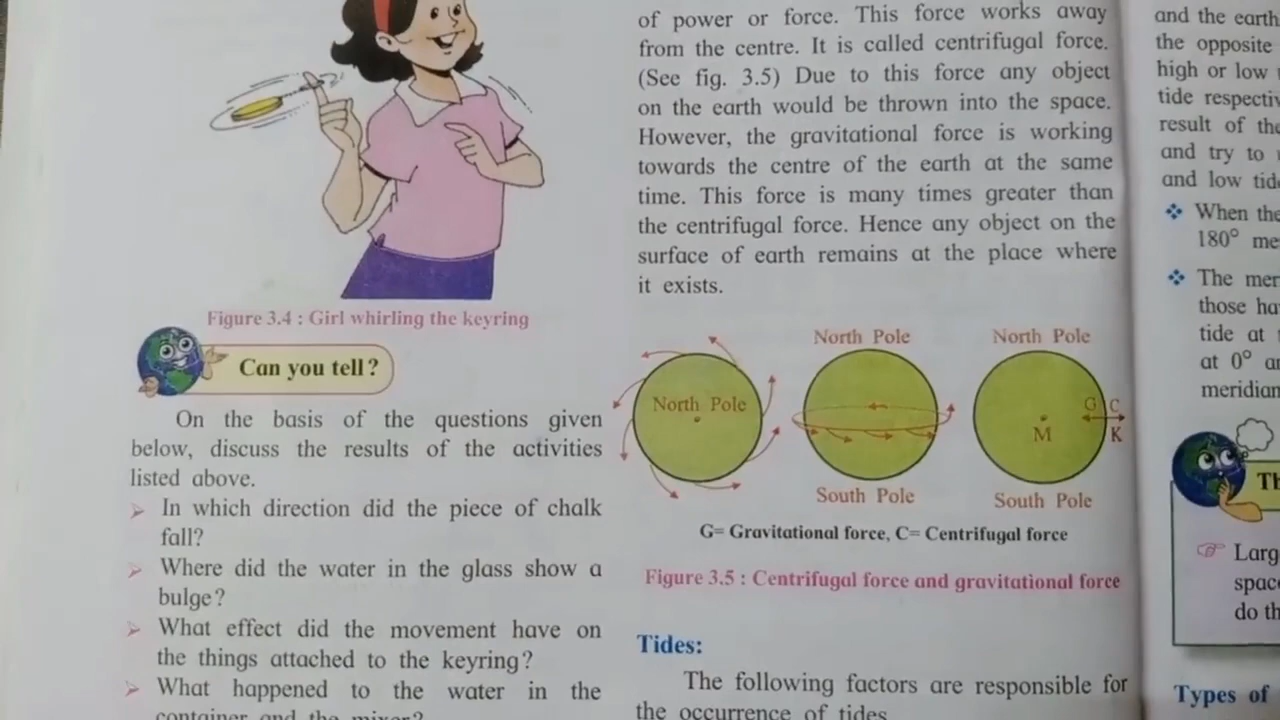 Figure 3.4 : Girl whirling the keyring
Can you tell?
On the basis of the questions given
below, discuss the results of the activities
listed above.
In which direction did the piece of chalk
fall?
Where did the water in the glass show a
bulge?
What effect did the movement have on
the things attached to the keyring?
What happened to the water in the
container and the mixer?
of power or force. This force works away
from the centre. It is called centrifugal force.
(See fig. 3.5) Due to this force any object
on the earth would be thrown into the space.
However, the gravitational force is working
towards the centre of the earth at the same
time. This force is many times greater than
the centrifugal force. Hence any object on the
surface of earth remains at the place where
it exists.
North Pole
North Pole
South Pole
North Pole
G C
M K
South Pole
G= Gravitational force, C= Centrifugal force
Figure 3.5 : Centrifugal force and gravitational force
Tides:
The following factors are responsible for
the occurrence of tides
and the earth
the opposite
high or low
tide
result of the
and try to
and low
When the
180°
The
those
tide at
at 0°
meridian
space
do
Types of